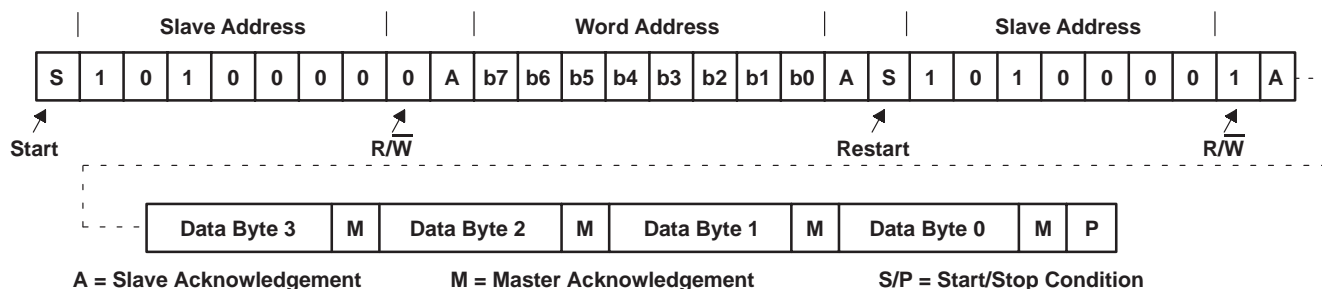 Slave Address Word Address Slave Address
S 1 0 1 0 0 0 0 0 A b7 b6 b5 b4 b3 b2 b1 b0 A S 1 0 1 0 0 0 0 1 A
Start R/W̅ Restart R/W̅
Data Byte 3 M Data Byte 2 M Data Byte 1 M Data Byte 0 M P
A = Slave Acknowledgement M = Master Acknowledgement S/P = Start/Stop Condition